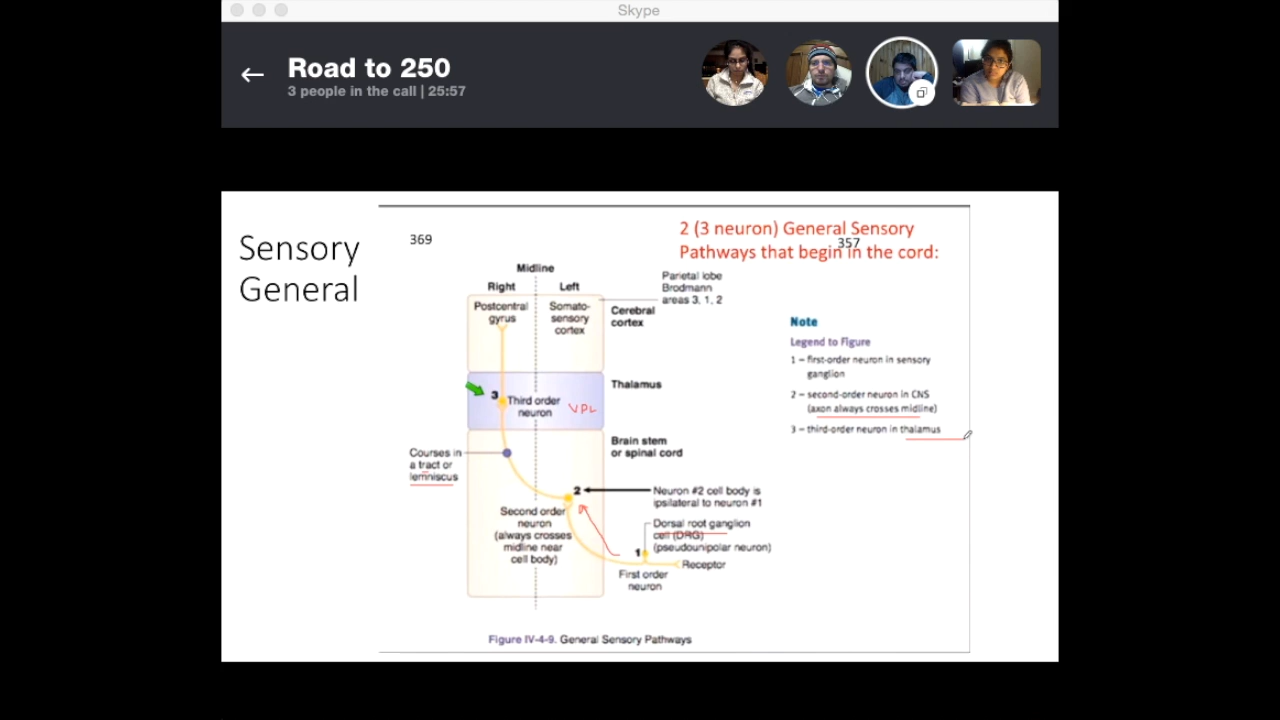 Skype
Road to 250
3 people in the call | 25:57
Sensory
General
369
2 (3 neuron) General Sensory
357
Pathways that begin in the cord:
Midline
Right
Left
Parietal lobe
Brodmann
areas 3, 1, 2
Postcentral
gyrus
Somato-
sensory
cortex
Cerebral
cortex
Note
Legend to Figure
1 – first-order neuron in sensory
ganglion
2 – second-order neuron in CNS
(axon always crosses midline)
3 – third-order neuron in thalamus
Thalamus
3
Third order
neuron
VPL
Brain stem
or spinal cord
Courses in
a tract or
lemniscus
2
Neuron #2 cell body is
ipsilateral to neuron #1
Second order
neuron
(always crosses
midline near
cell body)
Dorsal root ganglion
cell (DRG)
(pseudounipolar neuron)
1
Receptor
First order
neuron
Figure IV-4-9. General Sensory Pathways